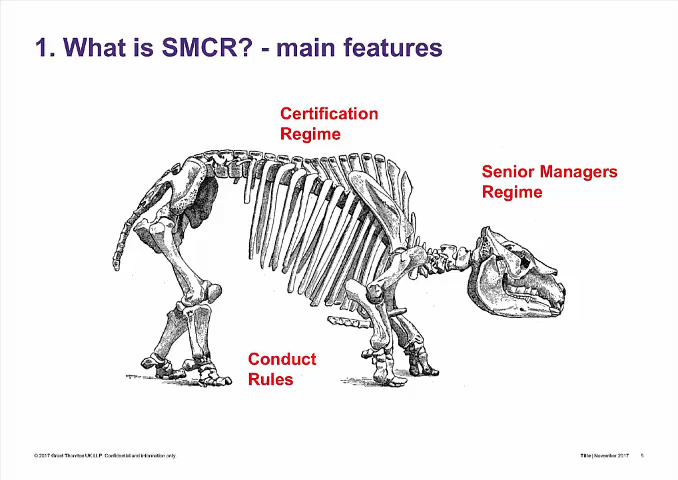 1. What is SMCR? - main features
Certification
Regime
Senior Managers
Regime
Conduct
Rules
© 2017 Grant Thornton UK LLP. Confidential and information only.
Title | November 2017 5